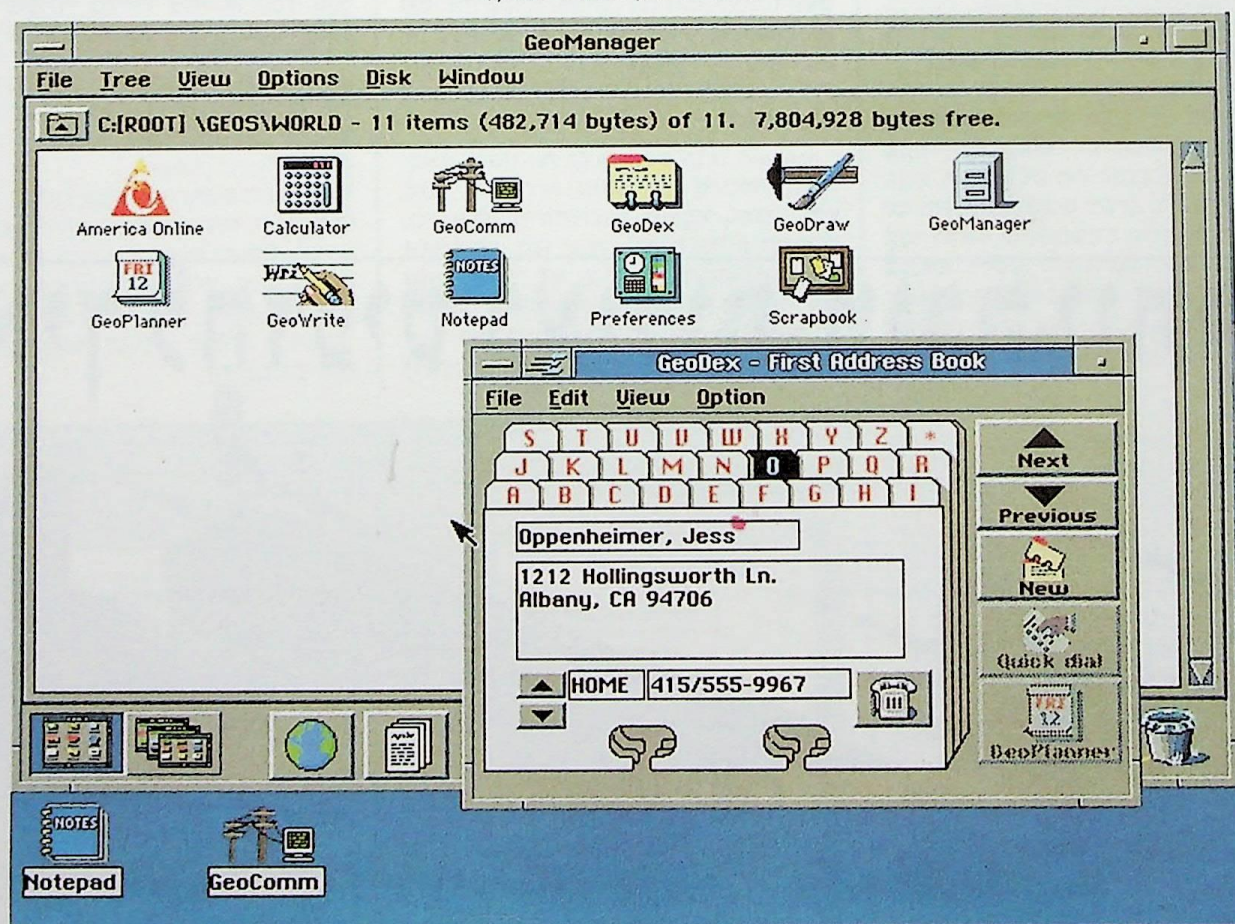 GeoManager
File Tree View Options Disk Window
C:[ROOT] \GEOS\WORLD - 11 items (482,714 bytes) of 11. 7,804,928 bytes free.
America Online Calculator GeoComm GeoDex GeoDraw GeoManager
FRI
12
NOTES
GeoPlanner GeoWrite Notepad Preferences Scrapbook
GeoDex - First Address Book
File Edit View Option
S T U V W X Y Z *
J K L M N O P Q R
A B C D E F G H I
Next
Previous
Oppenheimer, Jess
1212 Hollingsworth Ln.
Albany, CA 94706
New
Quick dial
HOME 415/555-9967
FRI
12
GeoPlanner
NOTES
Notepad GeoComm